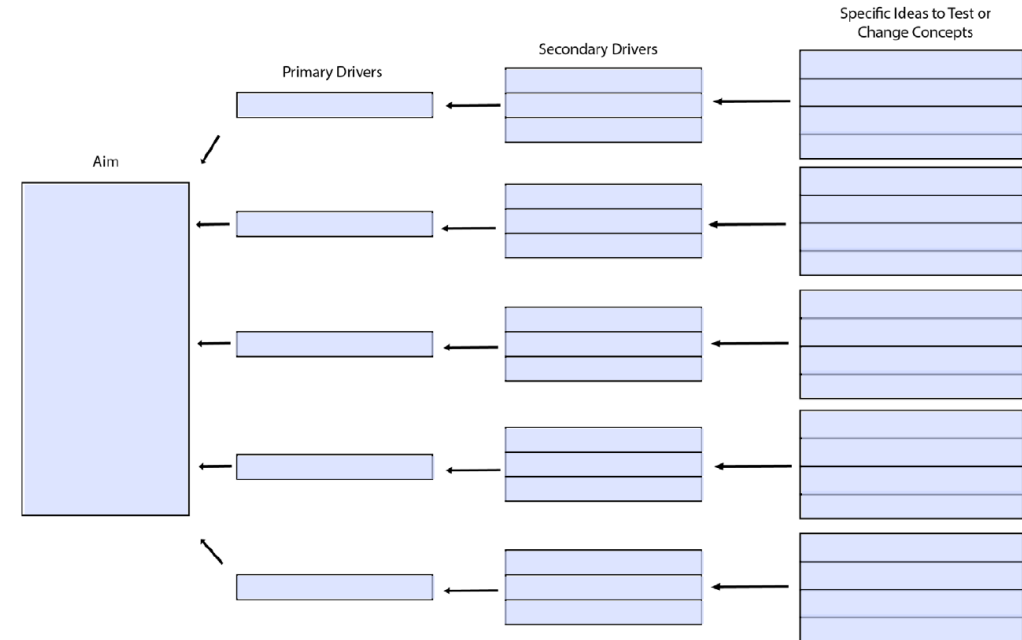 Aim
Primary Drivers
Secondary Drivers
Specific Ideas to Test or
Change Concepts